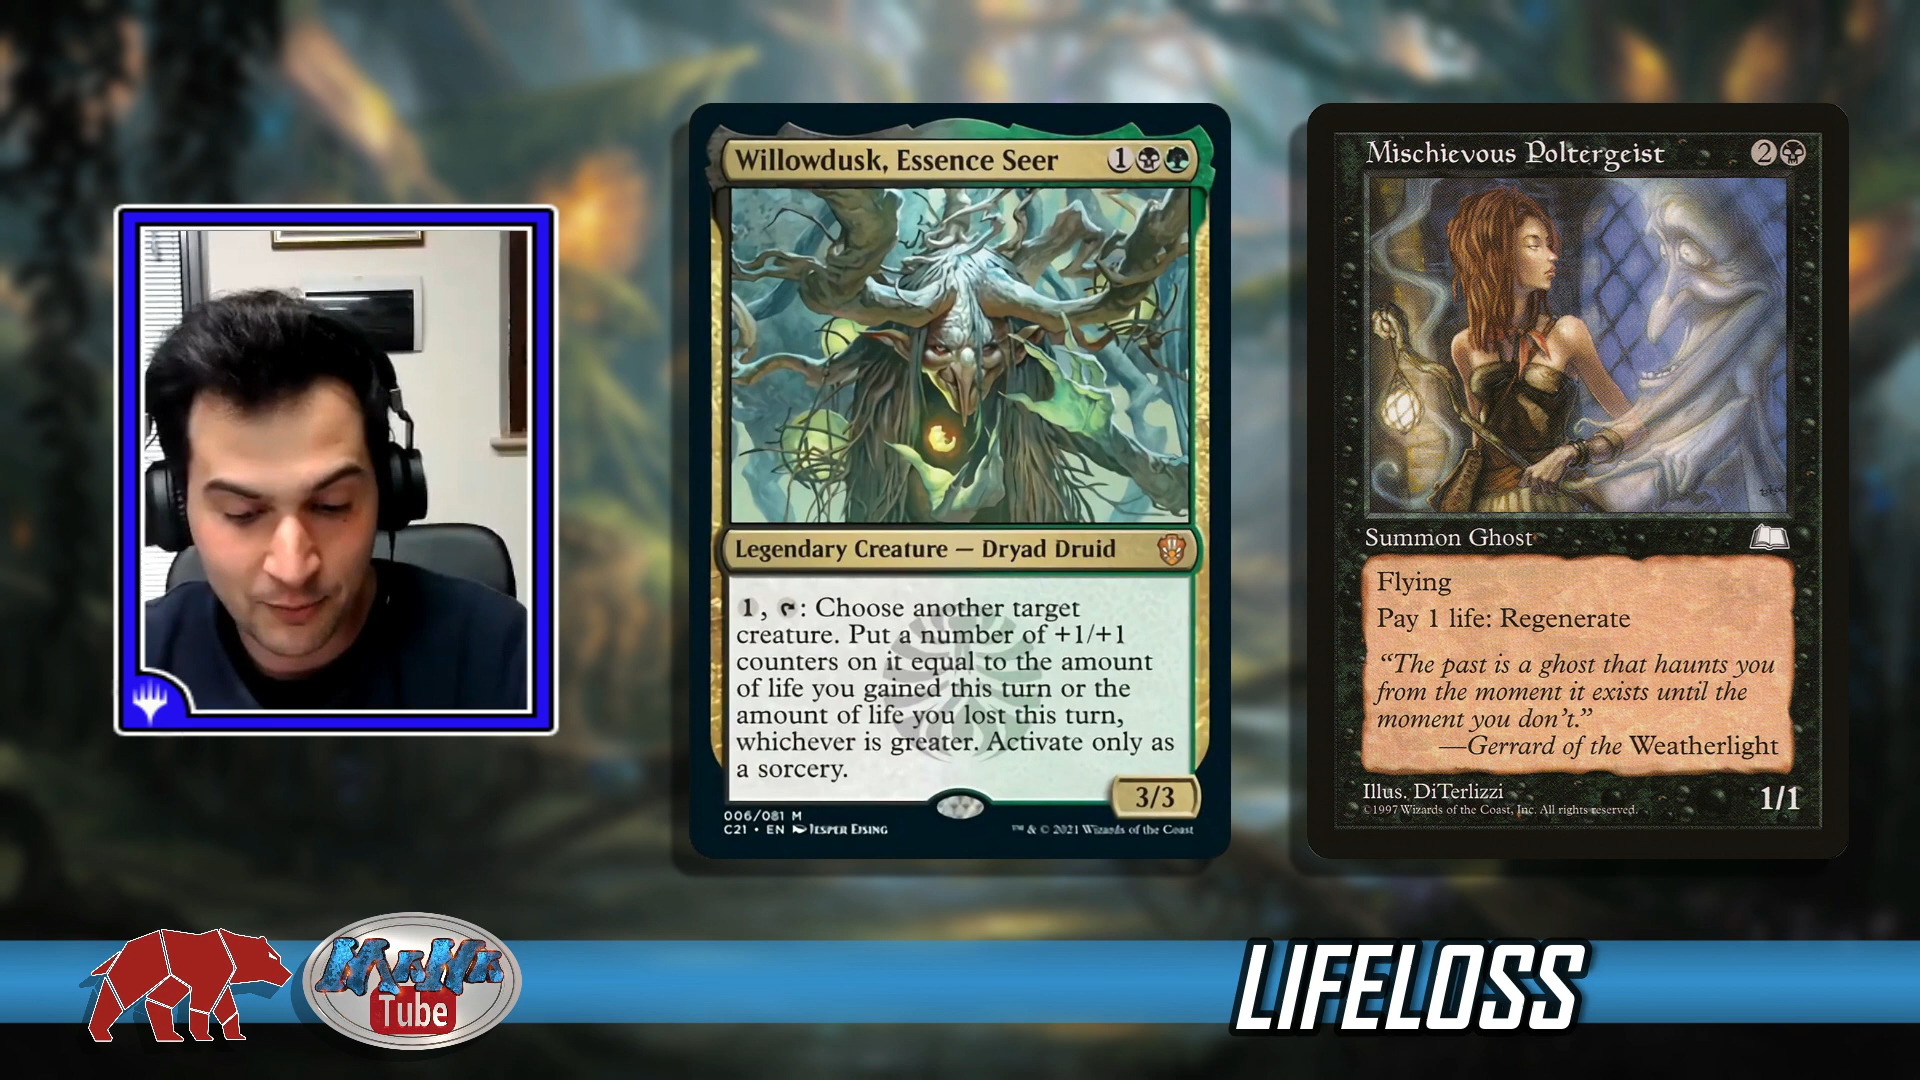 Willowdusk, Essence Seer 1
Legendary Creature — Dryad Druid
1, : Choose another target
creature. Put a number of +1/+1
counters on it equal to the amount
of life you gained this turn or the
amount of life you lost this turn,
whichever is greater. Activate only as
a sorcery.
3/3
006/081 M
C21 • EN JESPER EJSING
™ & © 2021 Wizards of the Coast
Mischievous Poltergeist 2
Summon Ghost
Flying
Pay 1 life: Regenerate
“The past is a ghost that haunts you
from the moment it exists until the
moment you don’t.”
—Gerrard of the Weatherlight
Illus. DiTerlizzi
©1997 Wizards of the Coast, Inc. All rights reserved.
1/1
MaNa
Tube
LIFELOSS